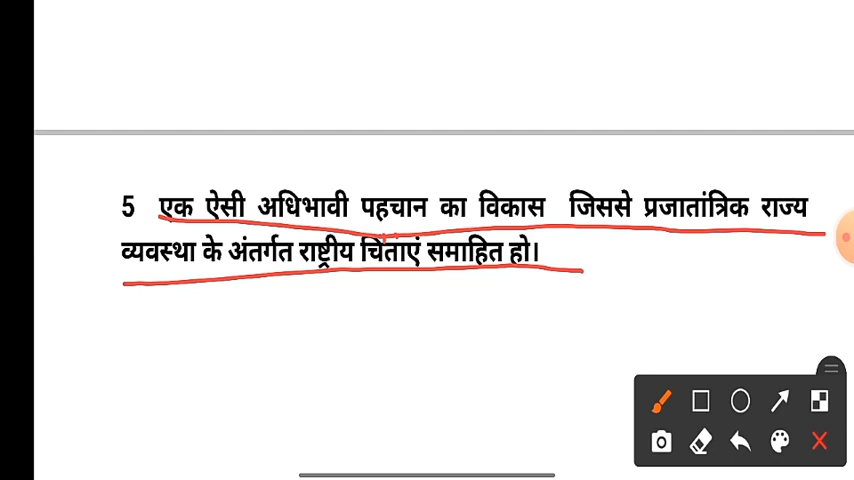 5 एक ऐसी अधिभावी पहचान का विकास जिससे प्रजातांत्रिक राज्य
व्यवस्था के अंतर्गत राष्ट्रीय चिंताएं समाहित हो।